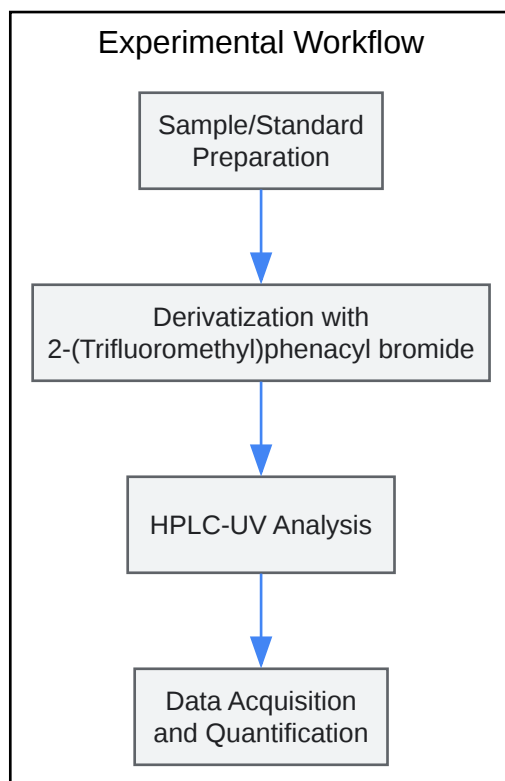 Experimental Workflow
Sample/Standard
Preparation
Derivatization with
2-(Trifluoromethyl)phenacyl bromide
HPLC-UV Analysis
Data Acquisition
and Quantification